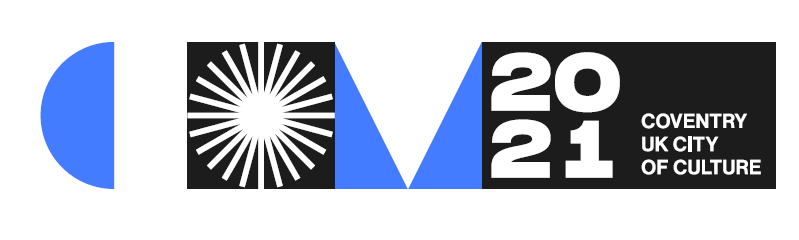 20
21
COVENTRY
UK CITY
OF CULTURE